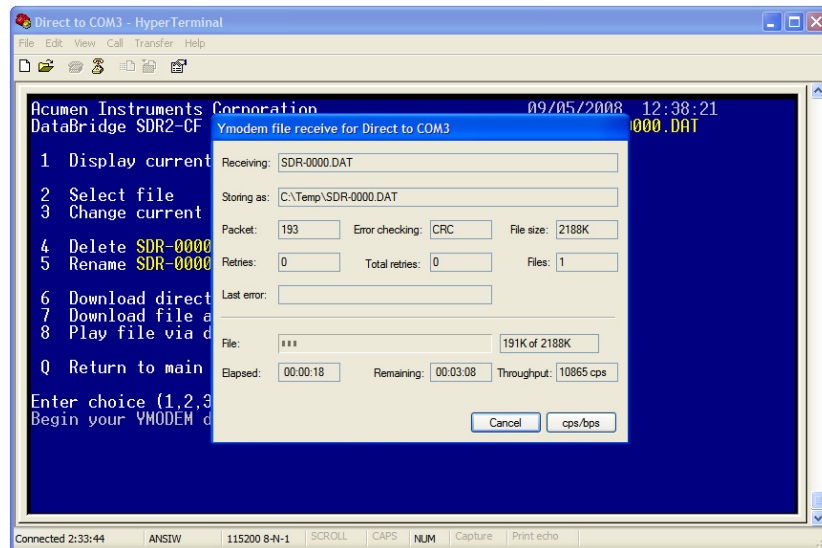 Direct to COM3 - HyperTerminal
File Edit View Call Transfer Help
Acumen Instruments Corporation 09/05/2008 12:38:21
DataBridge SDR2-CF 000.DAT
Ymodem file receive for Direct to COM3
Receiving: SDR-0000.DAT
Storing as: C:\Temp\SDR-0000.DAT
Packet: 193 Error checking: CRC File size: 2188K
Retries: 0 Total retries: 0 Files: 1
Last error:
File: 191K of 2188K
Elapsed: 00:00:18 Remaining: 00:03:08 Throughput: 10865 cps
Cancel cps/bps
1 Display current
2 Select file
3 Change current
4 Delete SDR-0000
5 Rename SDR-0000
6 Download direct
7 Download file a
8 Play file via d
Q Return to main
Enter choice (1,2,3
Begin your YMODEM d
Connected 2:33:44 ANSIW 115200 8-N-1 SCROLL CAPS NUM Capture Print echo